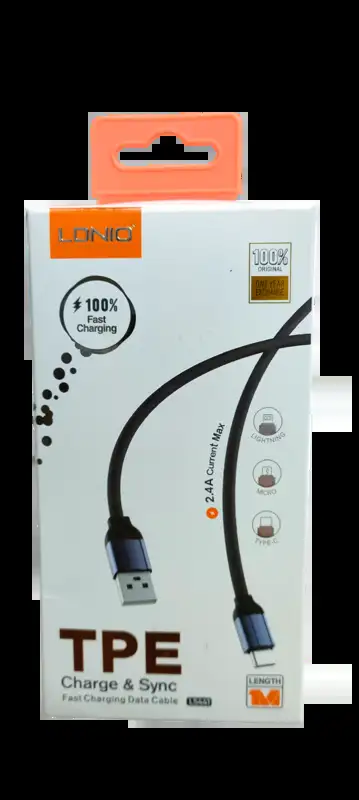 LDNIO
100%
ORIGINAL
ONE YEAR
EXCHANGE
100%
Fast
Charging
2.4A Current Max
LIGHTNING
MICRO
TYPE-C
TPE
Charge & Sync
Fast Charging Data Cable
LENGTH
1M